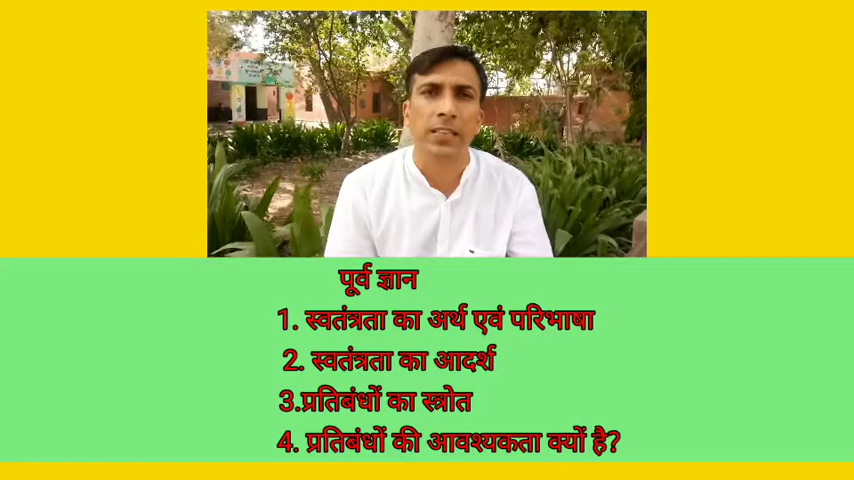 पूर्व ज्ञान
1. स्वतंत्रता का अर्थ एवं परिभाषा
2. स्वतंत्रता का आदर्श
3.प्रतिबंधों का स्त्रोत
4. प्रतिबंधों की आवश्यकता क्यों है?